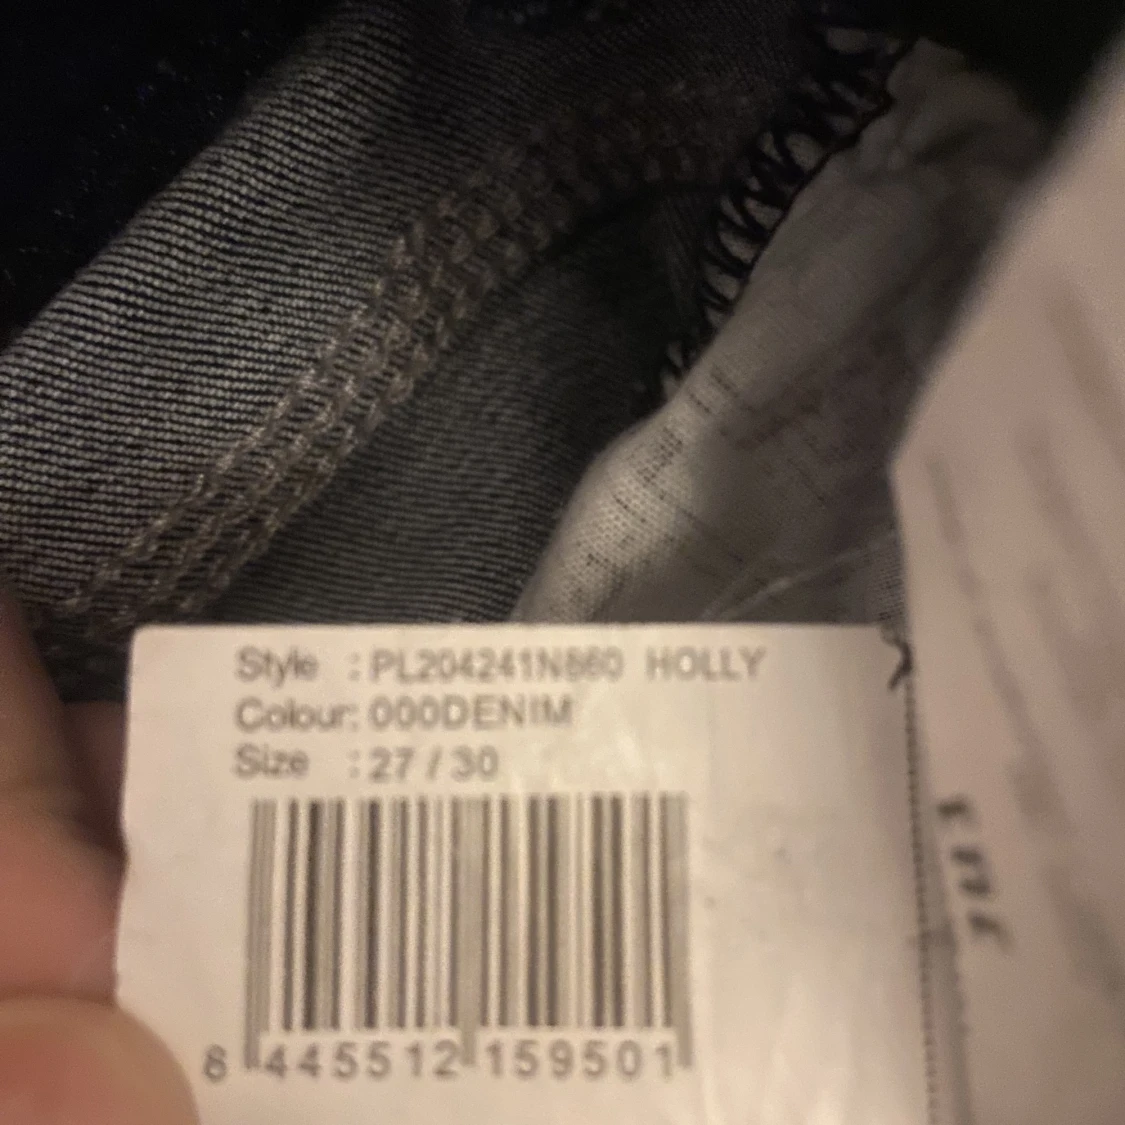 Style : PL204241N860 HOLLY
Colour: 000DENIM
Size : 27 / 30
8 445512 159501